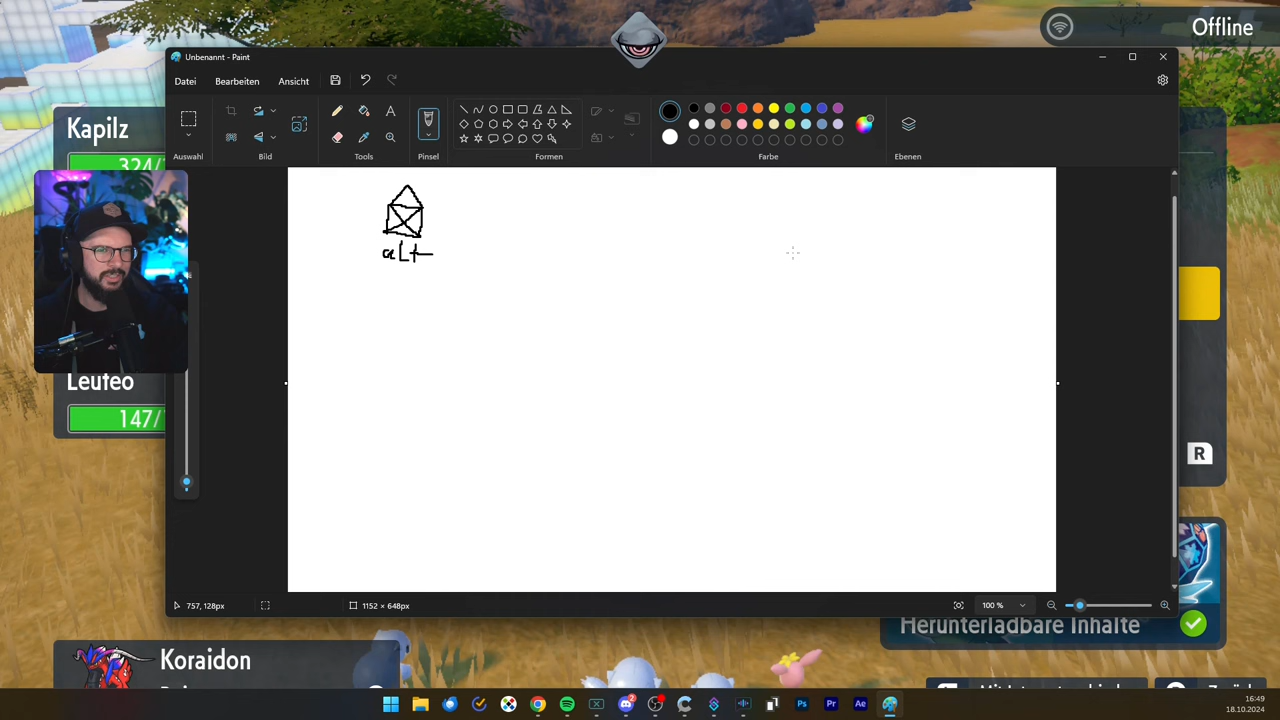 Offline
Unbenannt - Paint
Datei Bearbeiten Ansicht
Kapilz
324/
Auswahl Bild Tools Pinsel Formen Farbe Ebenen
alt
Leuteo
147/
R
757, 128px 1152 × 648px 100 %
Herunterladbare Inhalte
Koraidon
16:49
18.10.2024